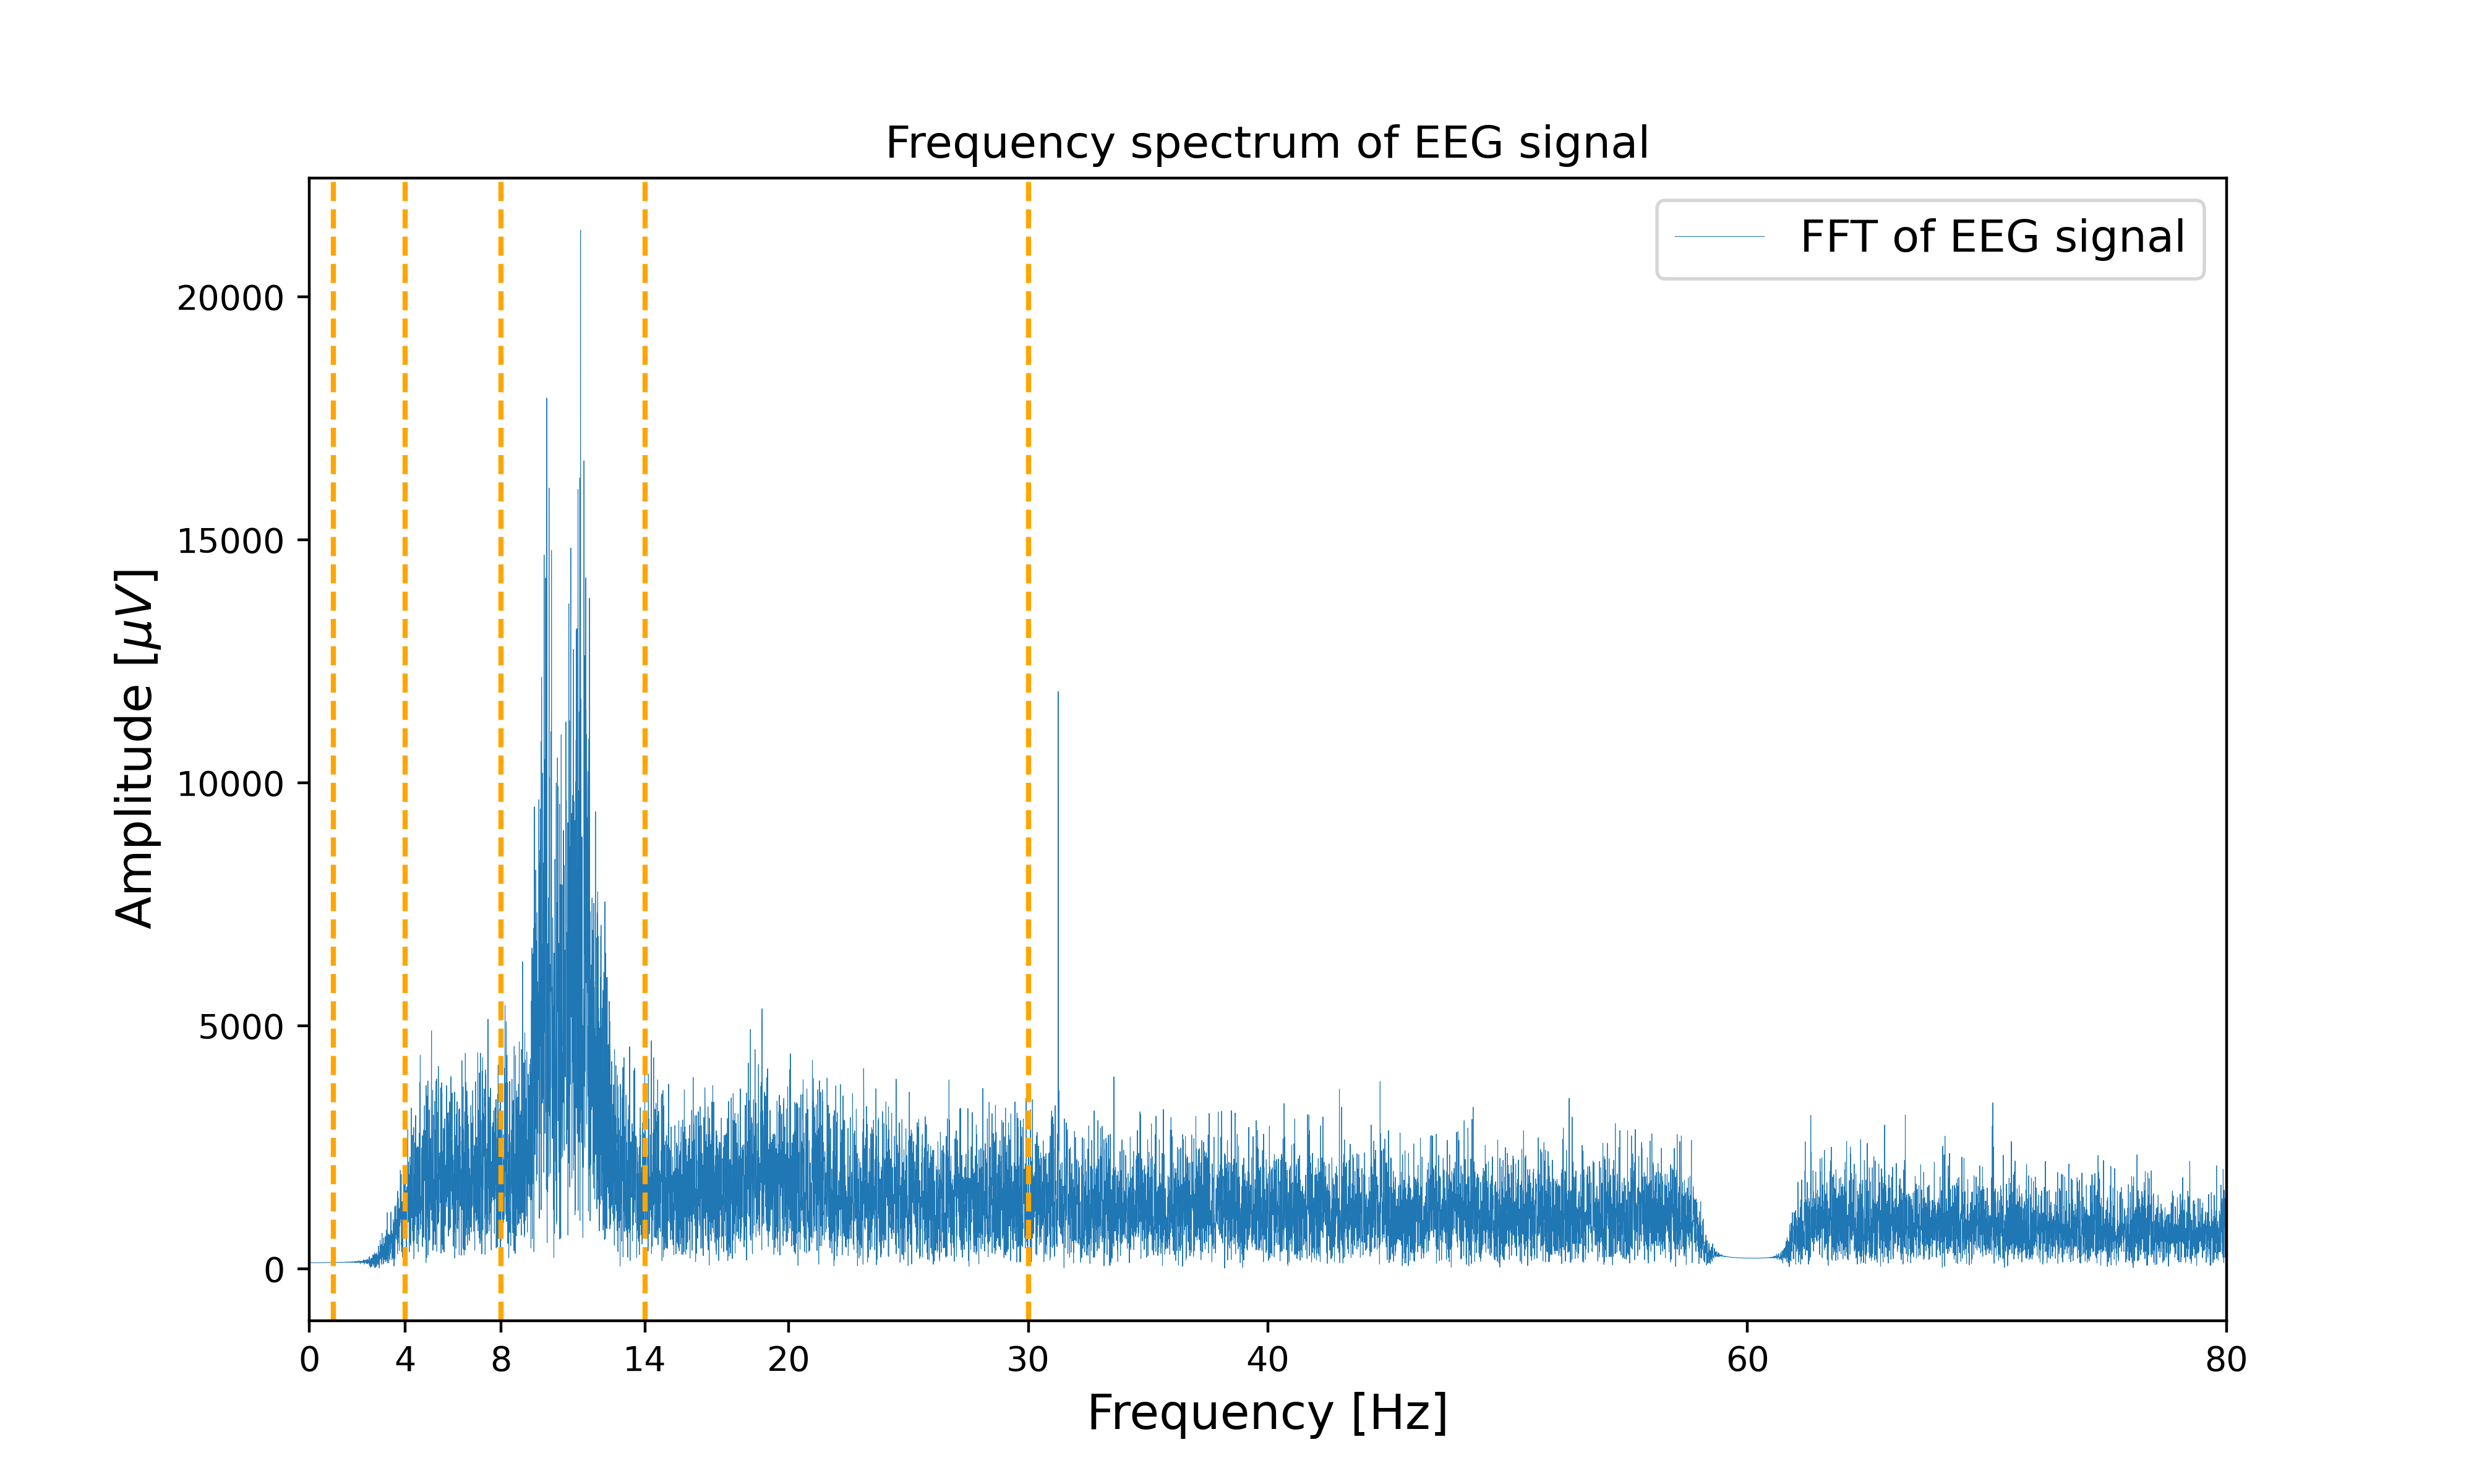 Frequency spectrum of EEG signal
FFT of EEG signal
Amplitude [μV]
20000
15000
10000
5000
0
0 4 8 14 20 30 40 60 80
Frequency [Hz]